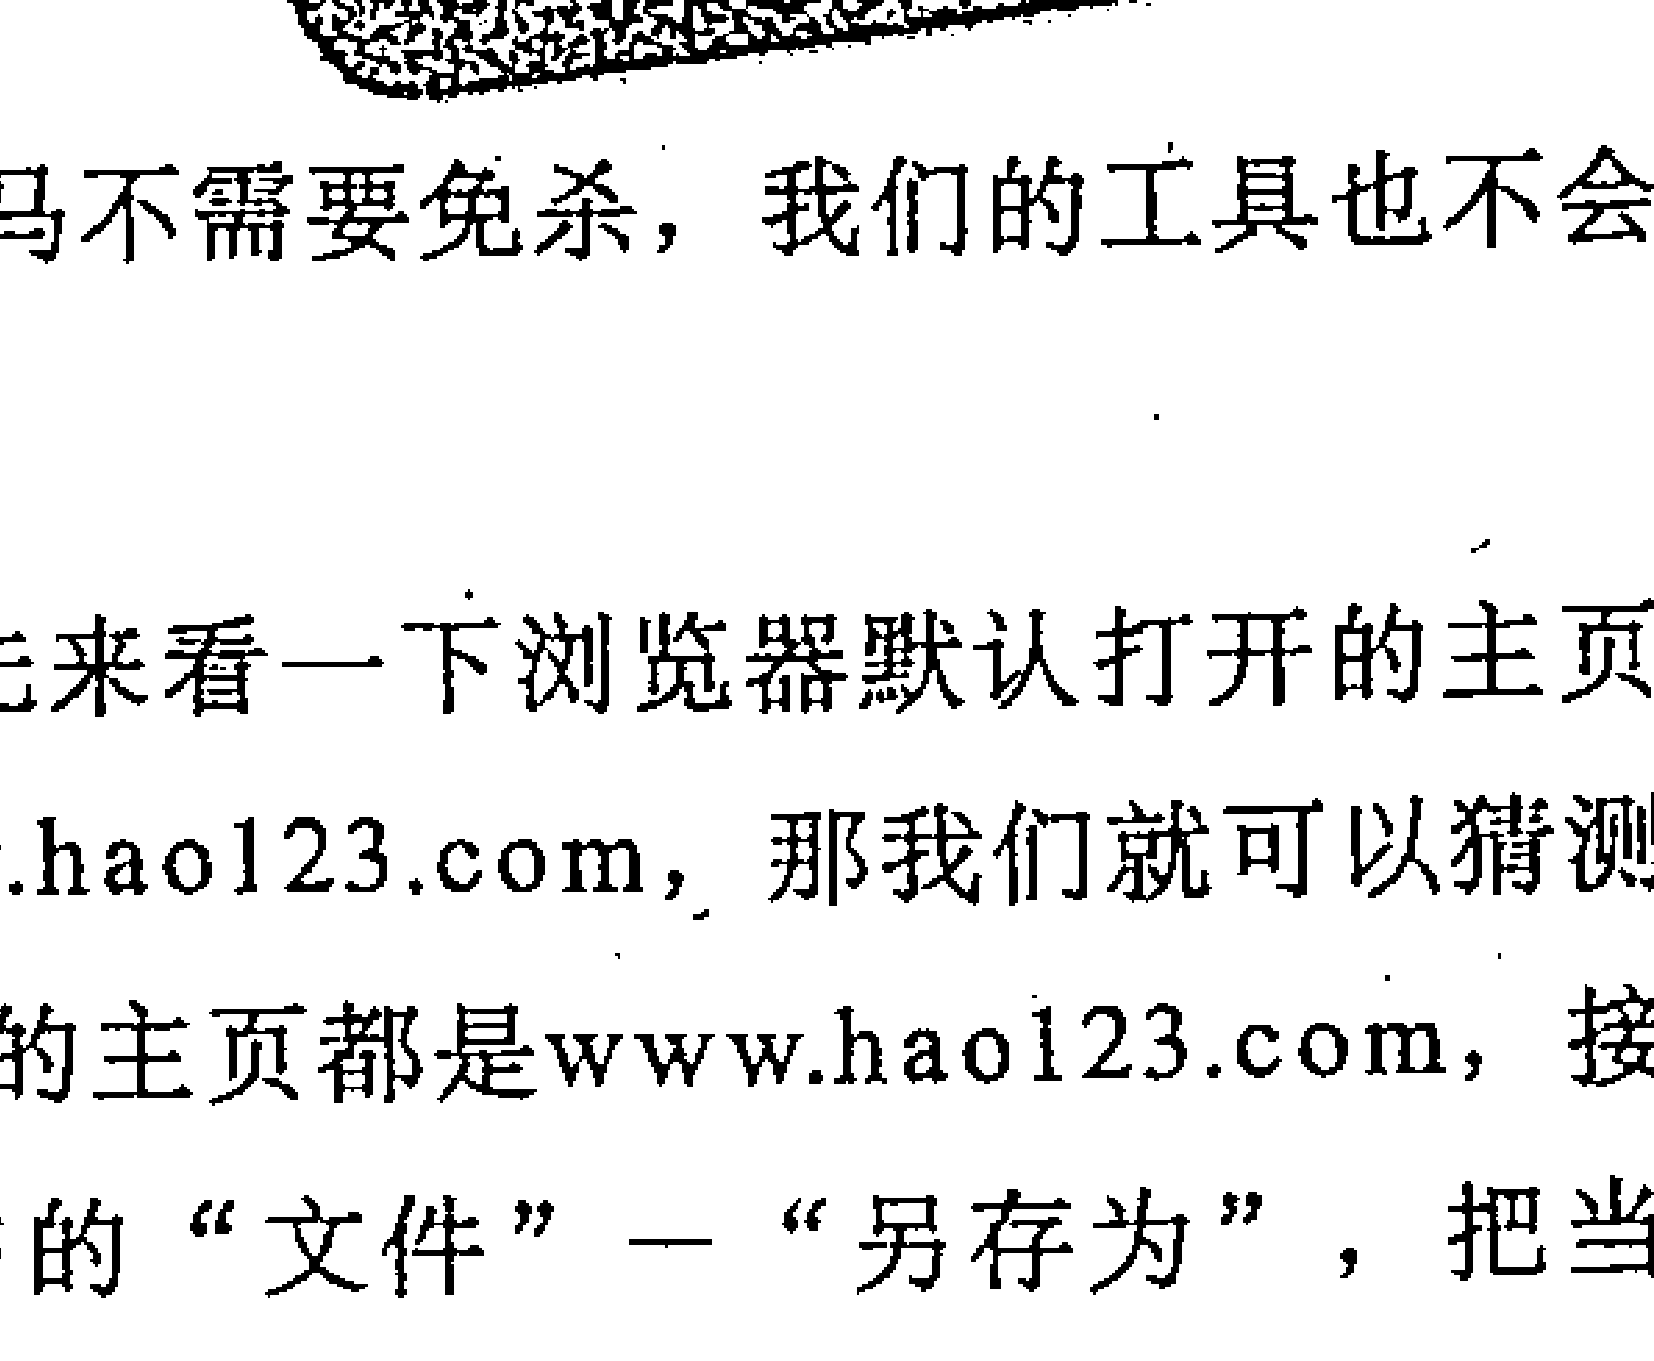 不需要免杀，我们的工具也不会
来看一下浏览器默认打开的主页
.hao123.com，那我们就可以猜测
的主页都是www.hao123.com，接
的“文件”—“另存为”，把当